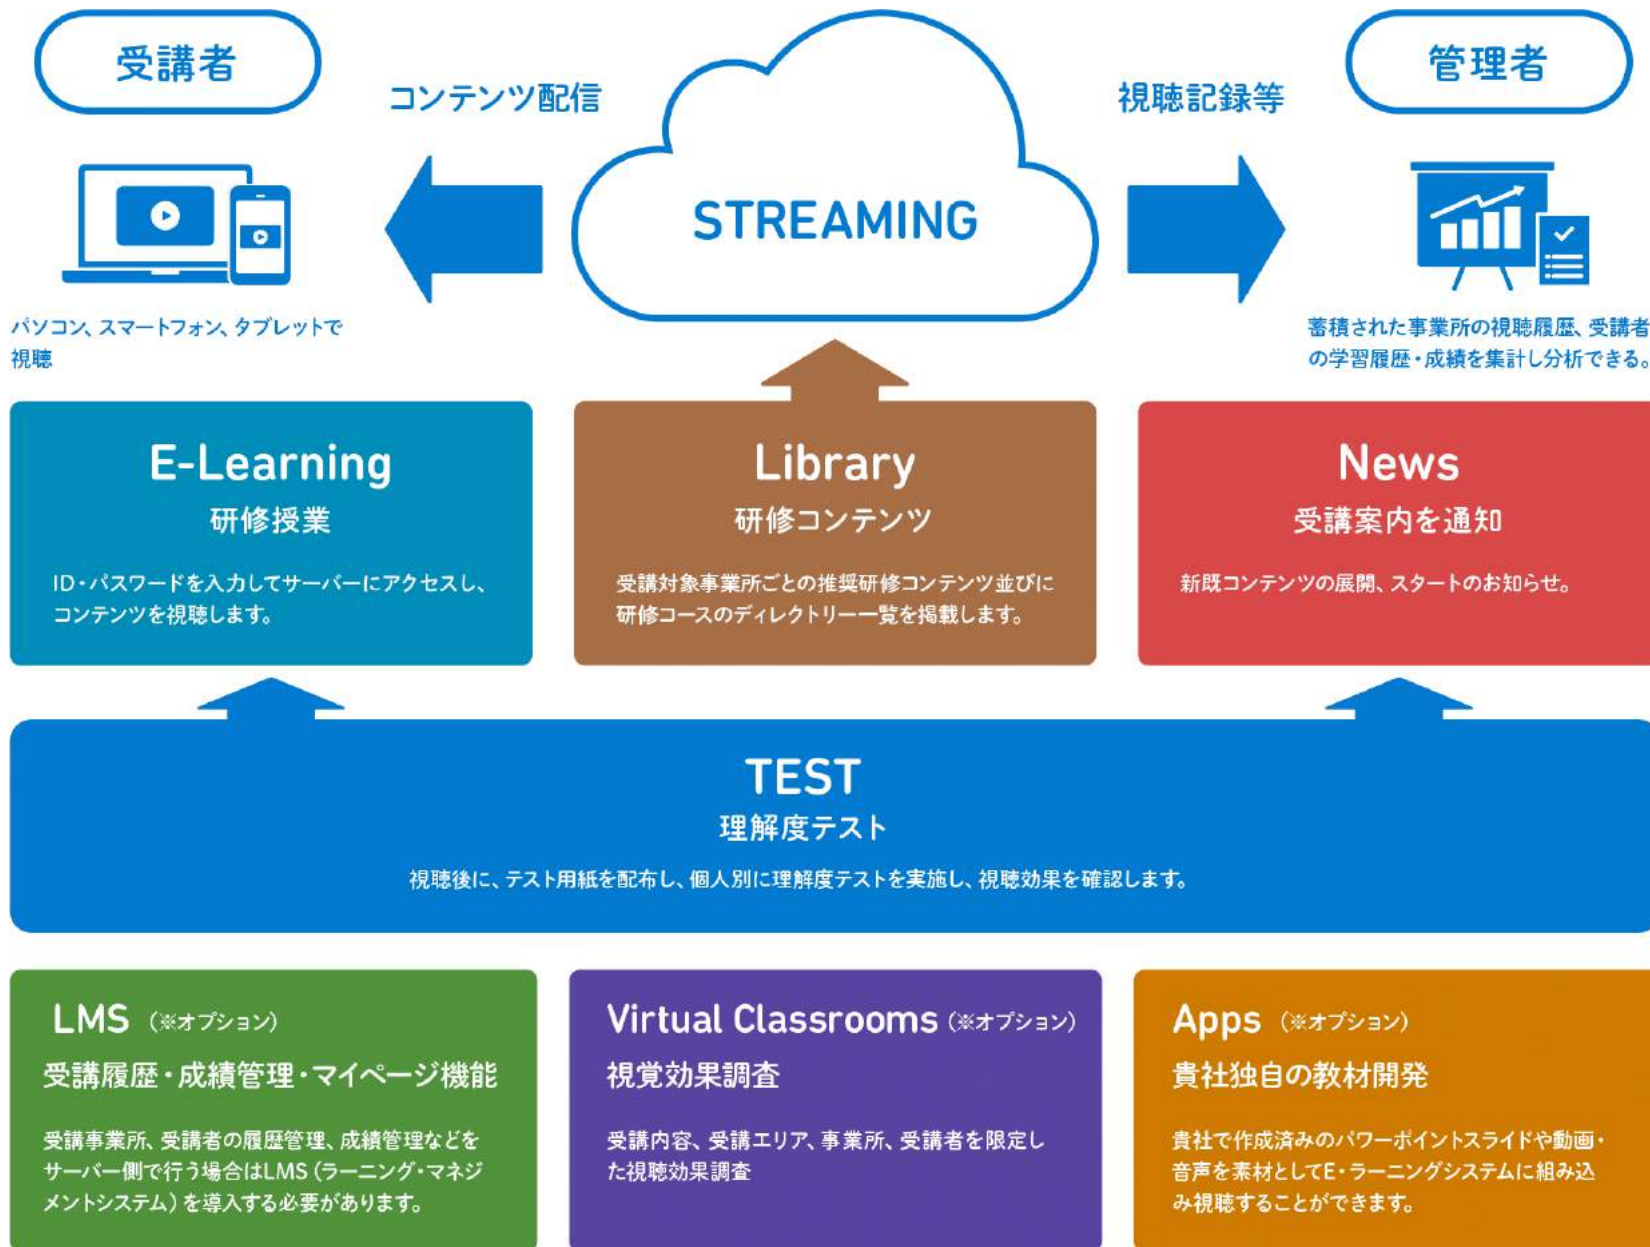 受講者
コンテンツ配信
STREAMING
視聴記録等
管理者
パソコン、スマートフォン、タブレットで
視聴
蓄積された事業所の視聴履歴、受講者
の学習履歴・成績を集計し分析できる。
E-Learning
研修授業
ID・パスワードを入力してサーバーにアクセスし、
コンテンツを視聴します。
Library
研修コンテンツ
受講対象事業所ごとの推奨研修コンテンツ並びに
研修コースのディレクトリー一覧を掲載します。
News
受講案内を通知
新既コンテンツの展開、スタートのお知らせ。
TEST
理解度テスト
視聴後に、テスト用紙を配布し、個人別に理解度テストを実施し、視聴効果を確認します。
LMS (※オプション)
受講履歴・成績管理・マイページ機能
受講事業所、受講者の履歴管理、成績管理などを
サーバー側で行う場合はLMS(ラーニング・マネジ
メントシステム)を導入する必要があります。
Virtual Classrooms (※オプション)
視覚効果調査
受講内容、受講エリア、事業所、受講者を限定し
た視聴効果調査
Apps (※オプション)
貴社独自の教材開発
貴社で作成済みのパワーポイントスライドや動画・
音声を素材としてE・ラーニングシステムに組み込
み視聴することができます。